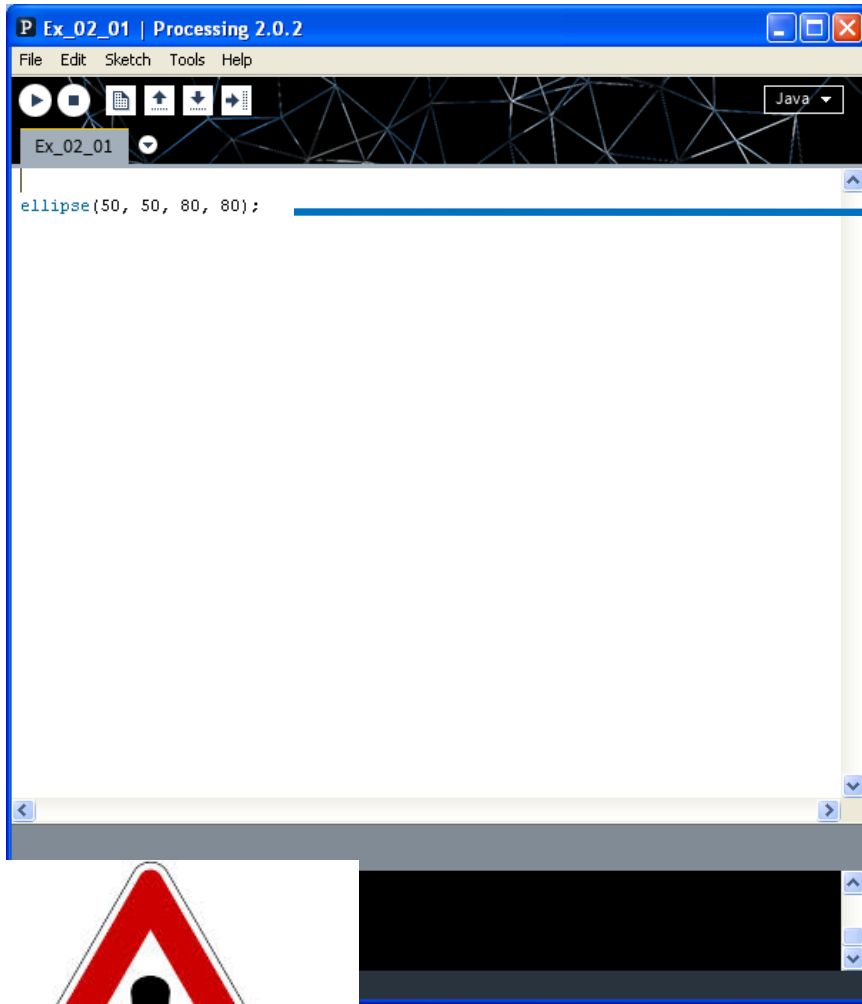 P Ex_02_01 | Processing 2.0.2
File Edit Sketch Tools Help
Java
Ex_02_01
ellipse(50, 50, 80, 80);